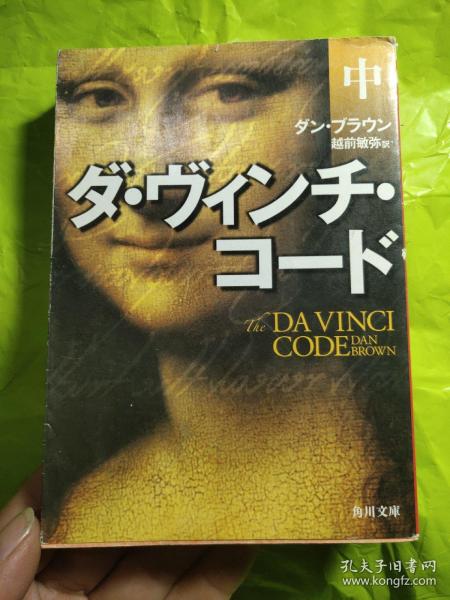 中
ダン・ブラウン
越前敏弥訳
ダ・ヴィンチ・
コード
The DA VINCI
CODE DAN
BROWN
角川文庫
孔夫子旧书网
www.kongfz.com